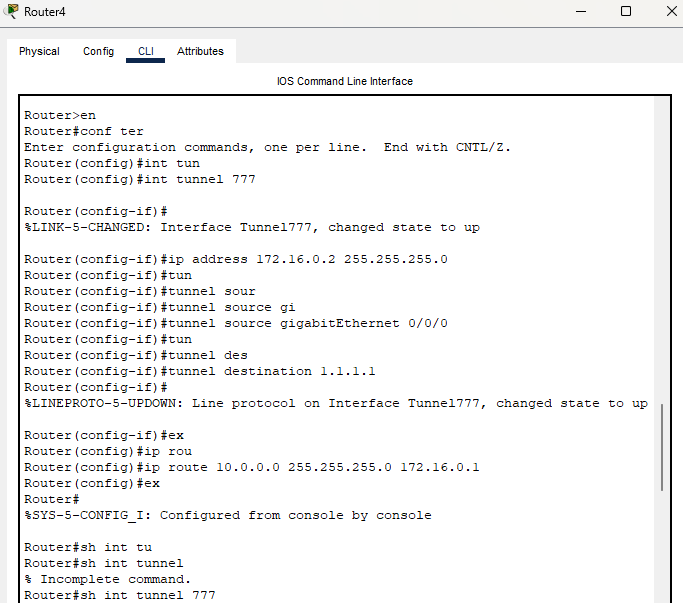 Router4
Physical Config CLI Attributes
IOS Command Line Interface
Router>en
Router#conf ter
Enter configuration commands, one per line.  End with CNTL/Z.
Router(config)#int tun
Router(config)#int tunnel 777
Router(config-if)#
%LINK-5-CHANGED: Interface Tunnel777, changed state to up
Router(config-if)#ip address 172.16.0.2 255.255.255.0
Router(config-if)#tun
Router(config-if)#tunnel sour
Router(config-if)#tunnel source gi
Router(config-if)#tunnel source gigabitEthernet 0/0/0
Router(config-if)#tun
Router(config-if)#tunnel des
Router(config-if)#tunnel destination 1.1.1.1
Router(config-if)#
%LINEPROTO-5-UPDOWN: Line protocol on Interface Tunnel777, changed state to up
Router(config-if)#ex
Router(config)#ip rou
Router(config)#ip route 10.0.0.0 255.255.255.0 172.16.0.1
Router(config)#ex
Router#
%SYS-5-CONFIG_I: Configured from console by console
Router#sh int tu
Router#sh int tunnel
% Incomplete command.
Router#sh int tunnel 777